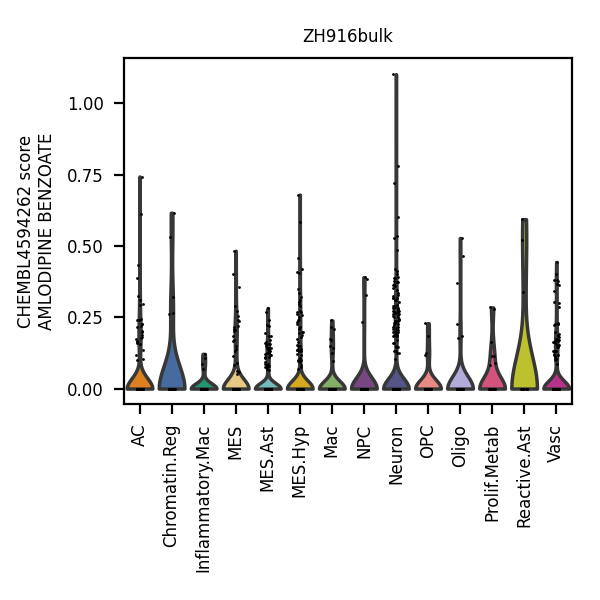 ZH916bulk
CHEMBL4594262 score
AMLODIPINE BENZOATE
1.00
0.75
0.50
0.25
0.00
AC
Chromatin.Reg
Inflammatory.Mac
MES
MES.Ast
MES.Hyp
Mac
NPC
Neuron
OPC
Oligo
Prolif.Metab
Reactive.Ast
Vasc